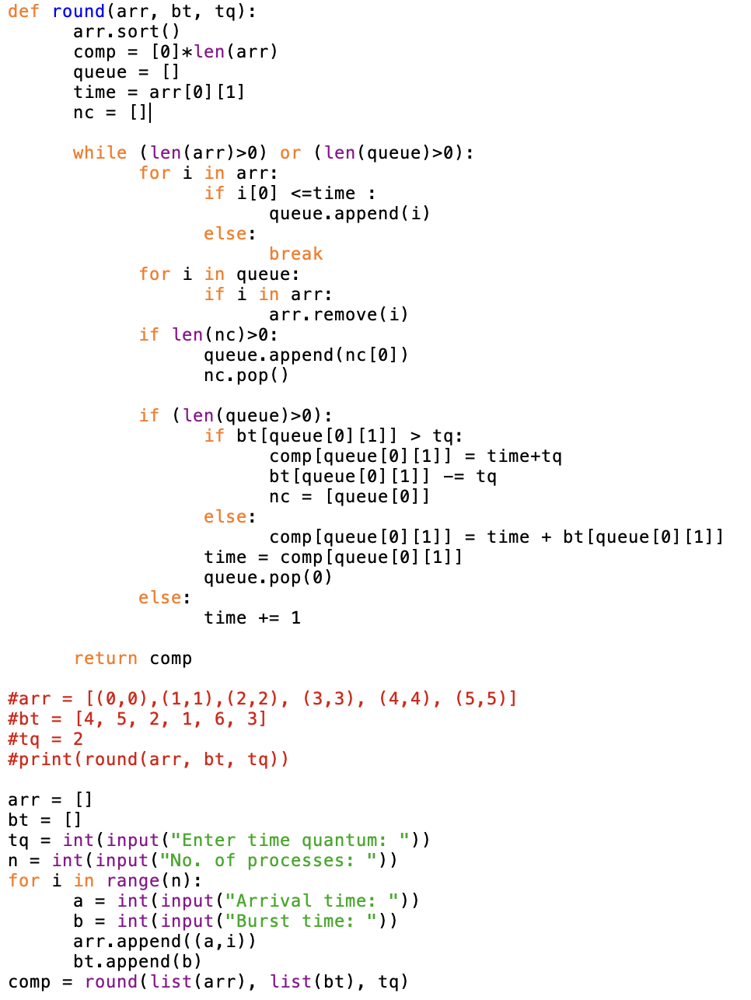 def round(arr, bt, tq):
      arr.sort()
      comp = [0]*len(arr)
      queue = []
      time = arr[0][1]
      nc = []

      while (len(arr)>0) or (len(queue)>0):
            for i in arr:
                  if i[0] <=time :
                        queue.append(i)
                  else:
                        break
            for i in queue:
                  if i in arr:
                        arr.remove(i)
            if len(nc)>0:
                  queue.append(nc[0])
                  nc.pop()

            if (len(queue)>0):
                  if bt[queue[0][1]] > tq:
                        comp[queue[0][1]] = time+tq
                        bt[queue[0][1]] -= tq
                        nc = [queue[0]]
                  else:
                        comp[queue[0][1]] = time + bt[queue[0][1]]
                  time = comp[queue[0][1]]
                  queue.pop(0)
            else:
                  time += 1

      return comp

#arr = [(0,0),(1,1),(2,2), (3,3), (4,4), (5,5)]
#bt = [4, 5, 2, 1, 6, 3]
#tq = 2
#print(round(arr, bt, tq))

arr = []
bt = []
tq = int(input("Enter time quantum: "))
n = int(input("No. of processes: "))
for i in range(n):
      a = int(input("Arrival time: "))
      b = int(input("Burst time: "))
      arr.append((a,i))
      bt.append(b)
comp = round(list(arr), list(bt), tq)